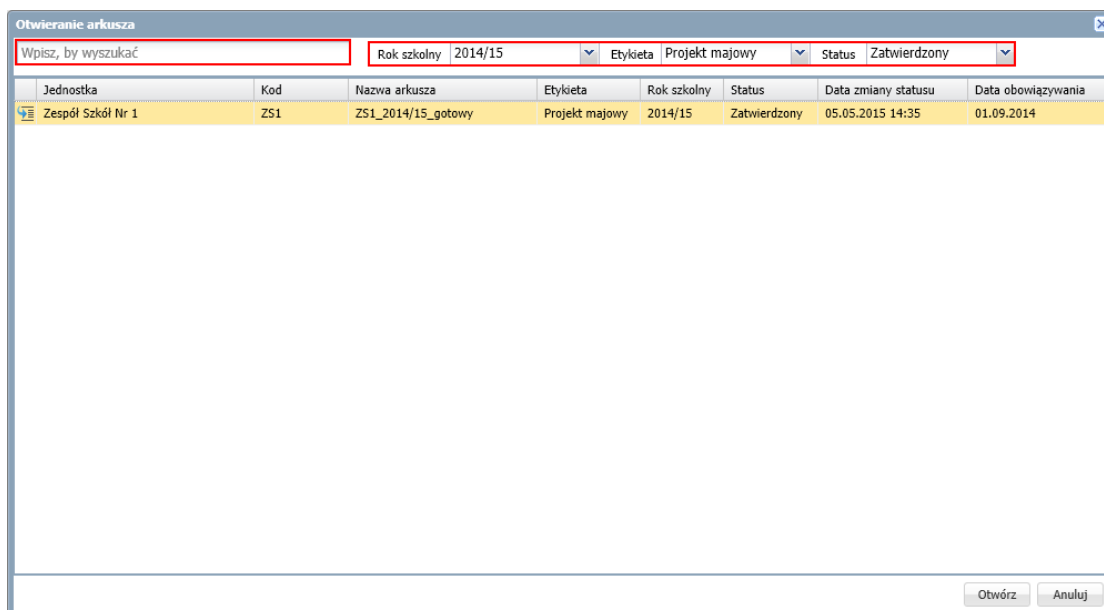 Otwieranie arkusza
Wpisz, by wyszukać Rok szkolny 2014/15 Etykieta Projekt majowy Status Zatwierdzony
Jednostka Kod Nazwa arkusza Etykieta Rok szkolny Status Data zmiany statusu Data obowiązywania
Zespół Szkół Nr 1 ZS1 ZS1_2014/15_gotowy Projekt majowy 2014/15 Zatwierdzony 05.05.2015 14:35 01.09.2014
Otwórz Anuluj